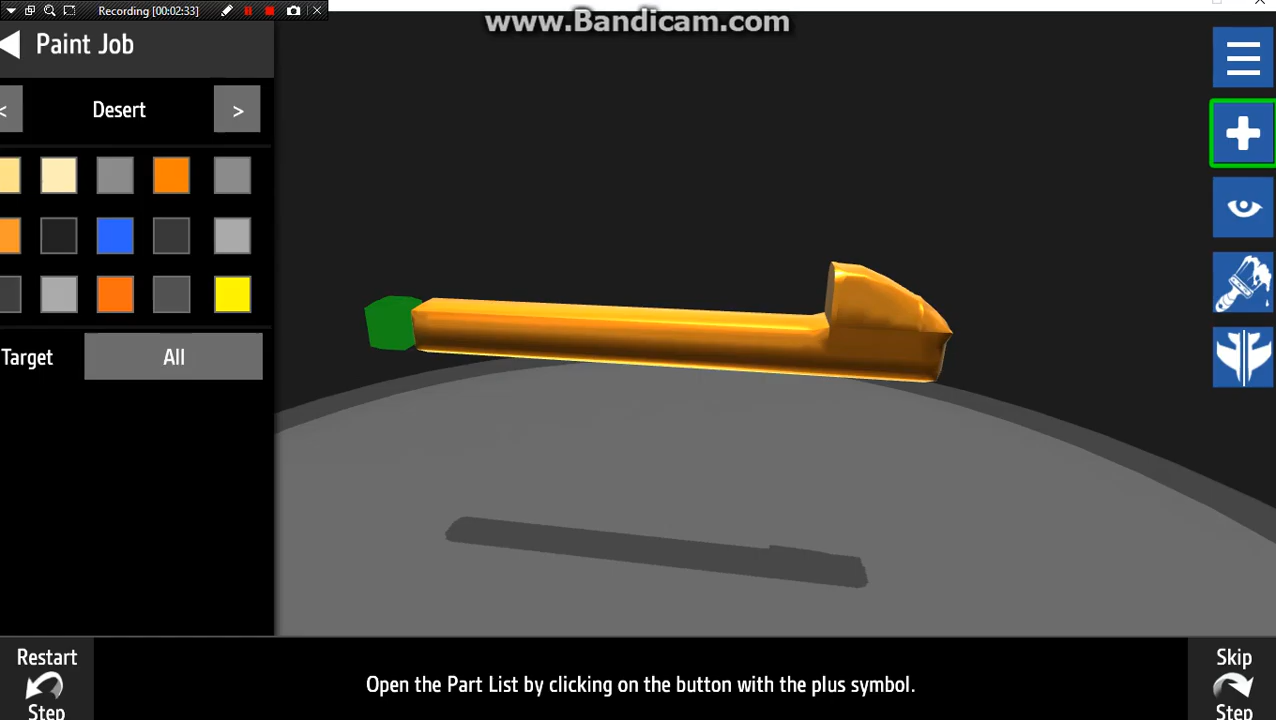 Recording [00:02:33]
www.Bandicam.com
Paint Job
< Desert >
Target All
Restart
Step
Open the Part List by clicking on the button with the plus symbol.
Skip
Step